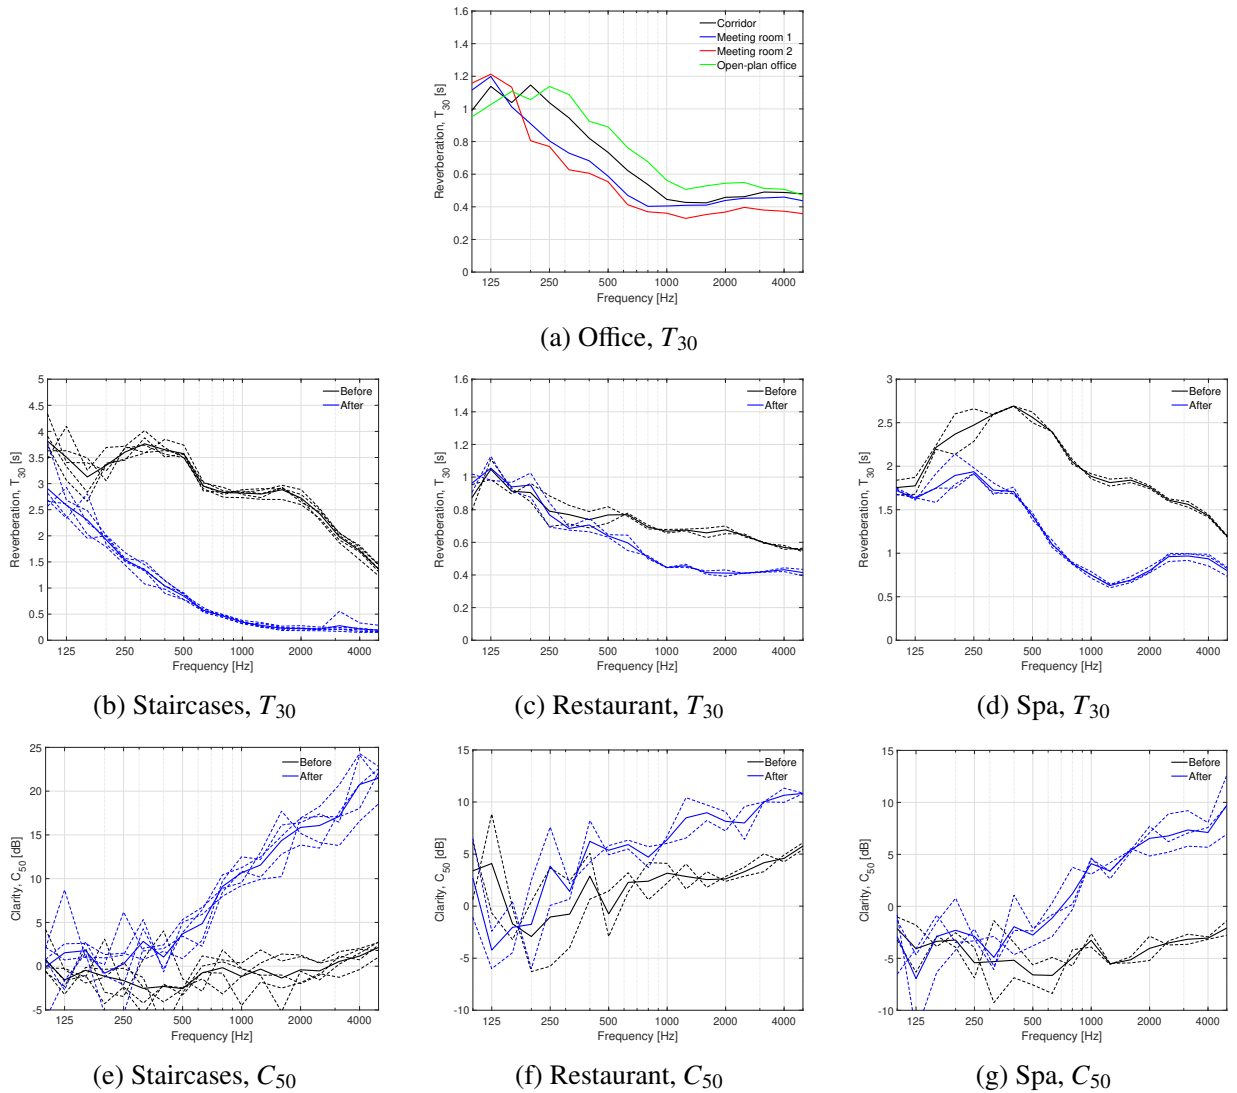 1.6
1.4
1.2
1
0.8
0.6
0.4
0.2
0
Reverberation, T30 [s]
Corridor
Meeting room 1
Meeting room 2
Open-plan office
125 250 500 1000 2000 4000
Frequency [Hz]
(a) Office, T30
5
4.5
4
3.5
3
2.5
2
1.5
1
0.5
0
Reverberation, T30 [s]
Before
After
125 250 500 1000 2000 4000
Frequency [Hz]
(b) Staircases, T30
1.6
1.4
1.2
1
0.8
0.6
0.4
0.2
0
Reverberation, T30 [s]
Before
After
125 250 500 1000 2000 4000
Frequency [Hz]
(c) Restaurant, T30
3
2.5
2
1.5
1
0.5
0
Reverberation, T30 [s]
Before
After
125 250 500 1000 2000 4000
Frequency [Hz]
(d) Spa, T30
25
20
15
10
5
0
-5
Clarity, C50 [dB]
Before
After
125 250 500 1000 2000 4000
Frequency [Hz]
(e) Staircases, C50
15
10
5
0
-5
-10
Clarity, C50 [dB]
Before
After
125 250 500 1000 2000 4000
Frequency [Hz]
(f) Restaurant, C50
15
10
5
0
-5
-10
Clarity, C50 [dB]
Before
After
125 250 500 1000 2000 4000
Frequency [Hz]
(g) Spa, C50